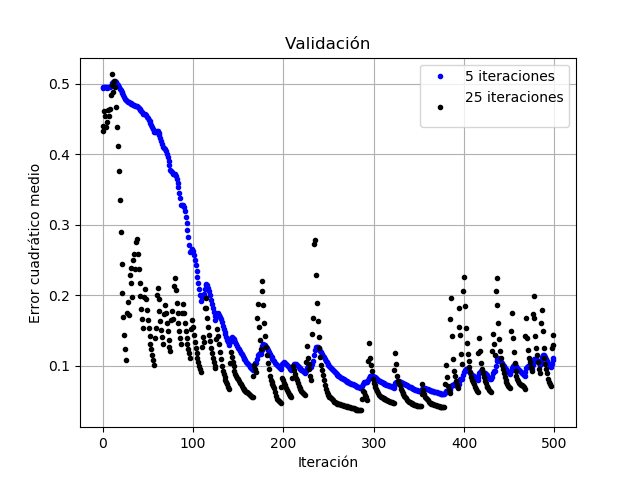 Validación
5 iteraciones
25 iteraciones
Error cuadrático medio
0.5
0.4
0.3
0.2
0.1
0
100
200
300
400
500
Iteración